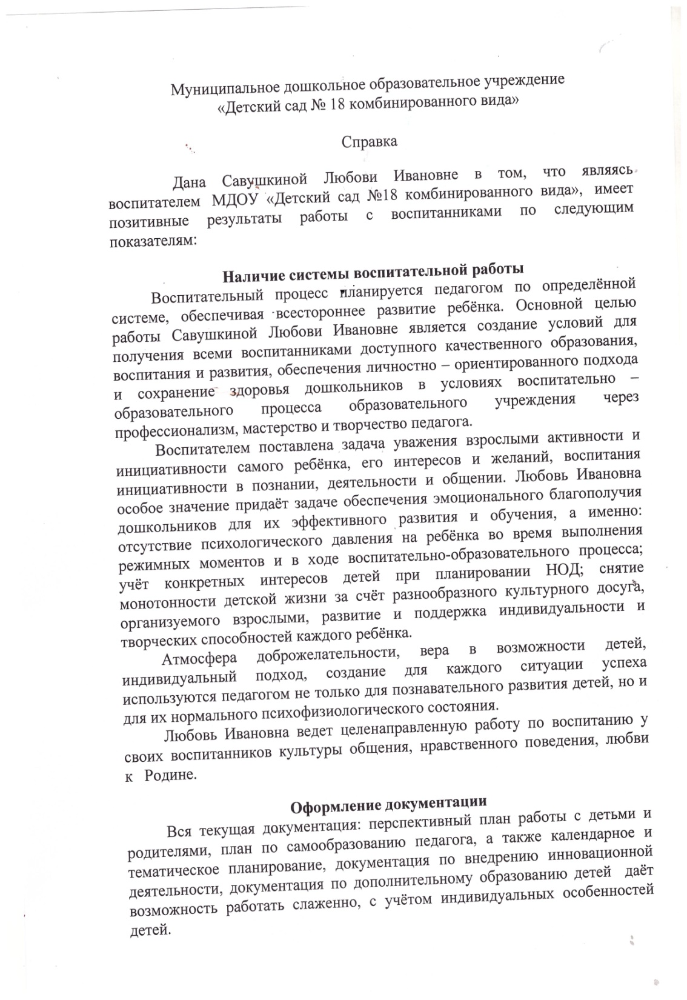 Муниципальное дошкольное образовательное учреждение
«Детский сад № 18 комбинированного вида»
Справка
Дана Савушкиной Любови Ивановне в том, что являясь
воспитателем МДОУ «Детский сад №18 комбинированного вида», имеет
позитивные результаты работы с воспитанниками по следующим
показателям:
Наличие системы воспитательной работы
Воспитательный процесс планируется педагогом по определённой
системе, обеспечивая всестороннее развитие ребёнка. Основной целью
работы Савушкиной Любови Ивановне является создание условий для
получения всеми воспитанниками доступного качественного образования,
воспитания и развития, обеспечения личностно – ориентированного подхода
и сохранение здоровья дошкольников в условиях воспитательно –
образовательного процесса образовательного учреждения через
профессионализм, мастерство и творчество педагога.
Воспитателем поставлена задача уважения взрослыми активности и
инициативности самого ребёнка, его интересов и желаний, воспитания
инициативности в познании, деятельности и общении. Любовь Ивановна
особое значение придаёт задаче обеспечения эмоционального благополучия
дошкольников для их эффективного развития и обучения, а именно:
отсутствие психологического давления на ребёнка во время выполнения
режимных моментов и в ходе воспитательно-образовательного процесса;
учёт конкретных интересов детей при планировании НОД; снятие
монотонности детской жизни за счёт разнообразного культурного досуга,
организуемого взрослыми, развитие и поддержка индивидуальности и
творческих способностей каждого ребёнка.
Атмосфера доброжелательности, вера в возможности детей,
индивидуальный подход, создание для каждого ситуации успеха
используются педагогом не только для познавательного развития детей, но и
для их нормального психофизиологического состояния.
Любовь Ивановна ведет целенаправленную работу по воспитанию у
своих воспитанников культуры общения, нравственного поведения, любви
к Родине.
Оформление документации
Вся текущая документация: перспективный план работы с детьми и
родителями, план по самообразованию педагога, а также календарное и
тематическое планирование, документация по внедрению инновационной
деятельности, документация по дополнительному образованию детей даёт
возможность работать слаженно, с учётом индивидуальных особенностей
детей.